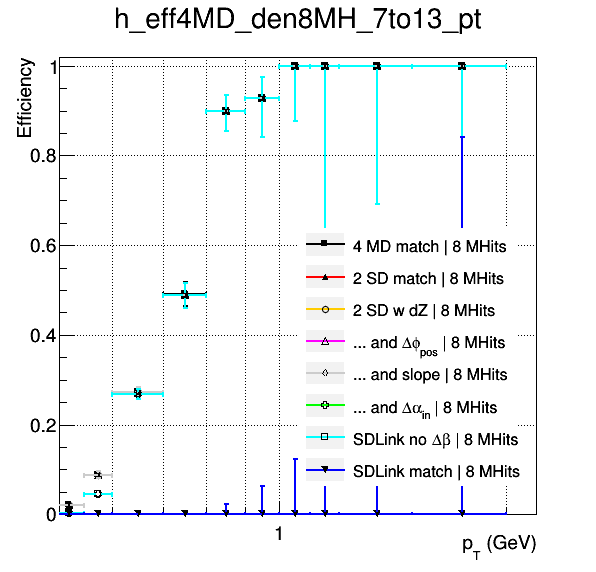 h_eff4MD_den8MH_7to13_pt
Efficiency
1
0.8
0.6
0.4
0.2
0
4 MD match | 8 MHits
2 SD match | 8 MHits
2 SD w dZ | 8 MHits
... and Δϕpos | 8 MHits
... and slope | 8 MHits
... and Δαin | 8 MHits
SDLink no Δβ | 8 MHits
SDLink match | 8 MHits
1
pT (GeV)